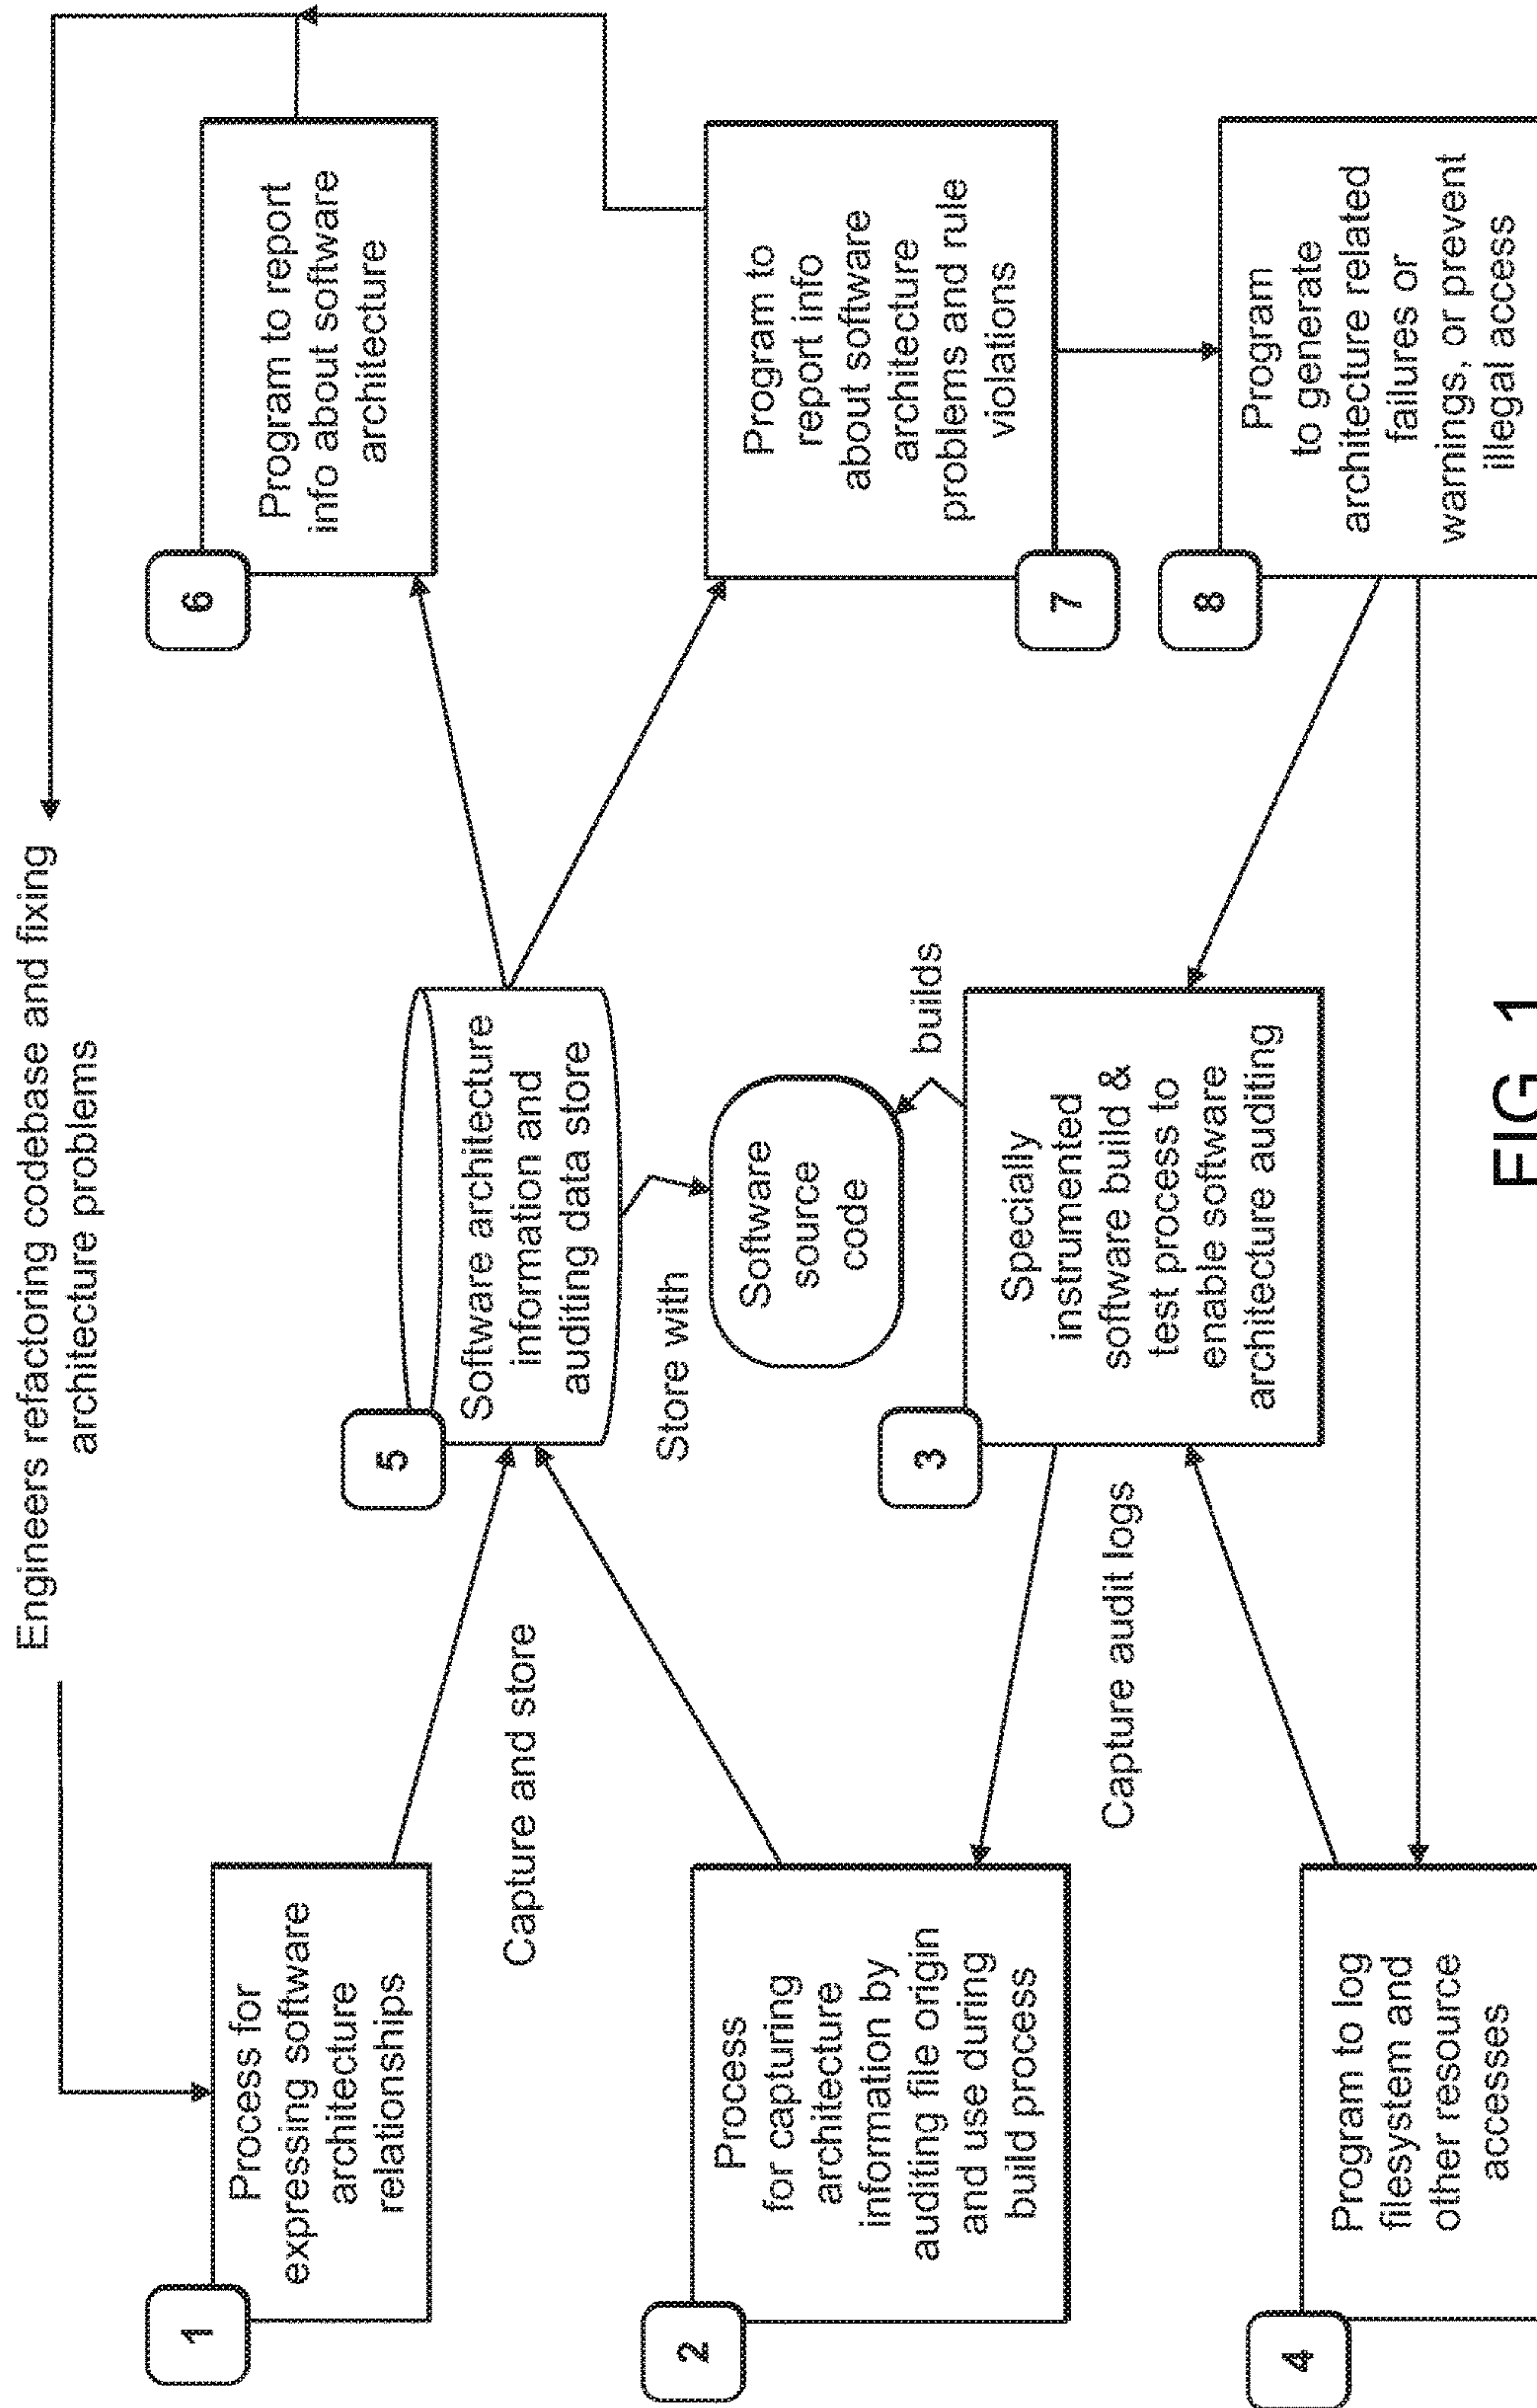 Engineers refactoring codebase and fixing
architecture problems
1
Process for
expressing software
architecture
relationships
Capture and store
2
Process
for capturing
architecture
information by
auditing file origin
and use during
build process
Capture audit logs
4
Program to log
filesystem and
other resource
accesses
5
Software architecture
information and
auditing data store
Store with
Software
source
code
builds
3
Specially
instrumented
software build &
test process to
enable software
architecture auditing
6
Program to report
info about software
architecture
7
Program to
report info
about software
architecture
problems and rule
violations
8
Program
to generate
architecture related
failures or
warnings, or prevent
illegal access
FIG. 1